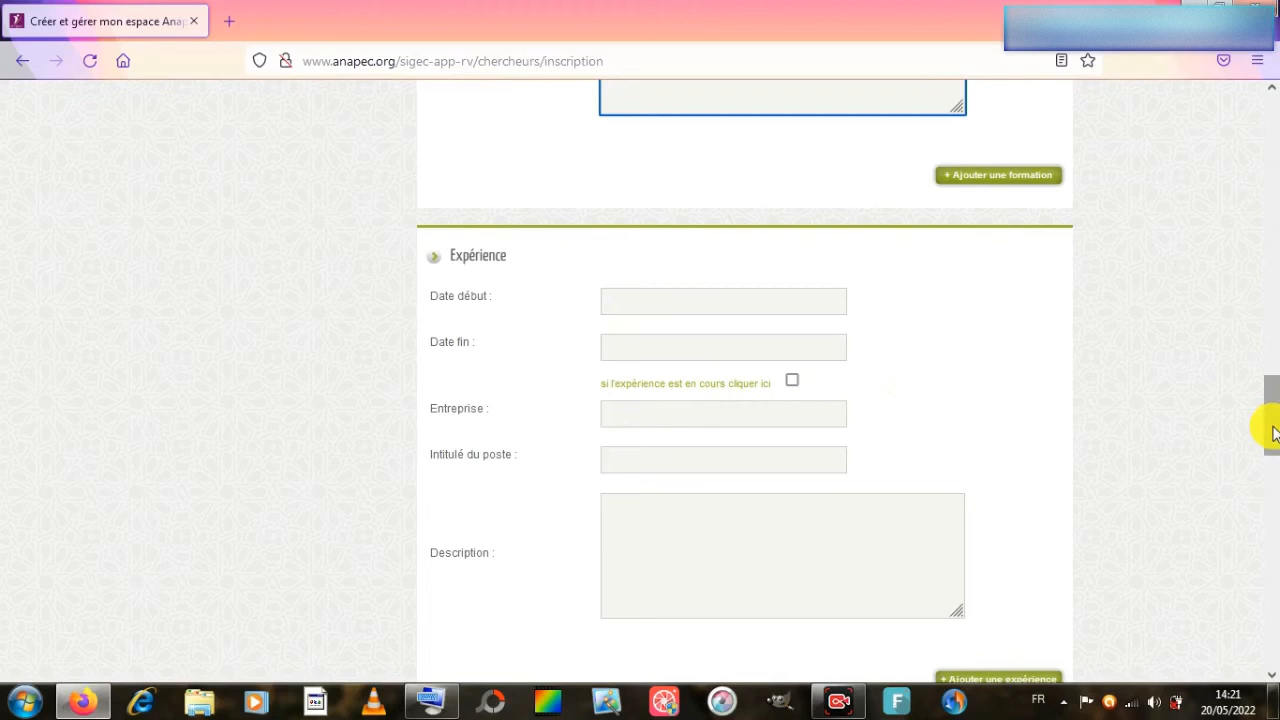 Créer et gérer mon espace Anap
www.anapec.org/sigec-app-rv/chercheurs/inscription
+ Ajouter une formation
Expérience
Date début :
Date fin :
si l'expérience est en cours cliquer ici
Entreprise :
Intitulé du poste :
Description :
+ Ajouter une expérience
FR
14:21
20/05/2022